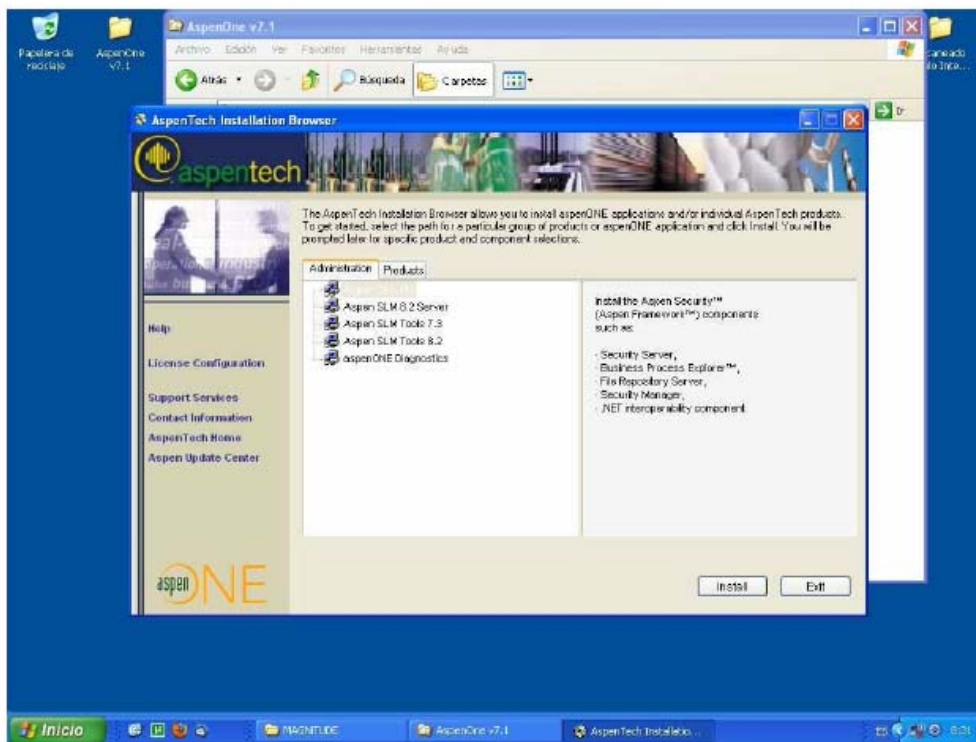 AspenOne v7.1
Archivo Edición Ver Favoritos Herramientas Ayuda
Atrás
Búsqueda
Carpetas
Ir
Papelera de
reciclaje
AspenOne
v7.1
AspenTech Installation Browser
aspentech
The AspenTech Installation Browser allows you to install aspenONE applications and/or individual AspenTech products.
To get started, select the path for a particular group of products or aspenONE application and click Install. You will be
prompted later for specific product and component selections.
Administration
Products
Aspen SLM 8.2 Server
Aspen SLM Tools 7.3
Aspen SLM Tools 8.2
aspenONE Diagnostics
Install the Aspen Security™
(Aspen Framework™) components
such as:
- Security Server,
- Business Process Explorer™,
- File Repository Server,
- Security Manager,
- .NET interoperability component
Help
License Configuration
Support Services
Contact Information
AspenTech Home
Aspen Update Center
aspen ONE
Install
Exit
Inicio
MAGNITUDE
AspenOne v7.1
AspenTech Installatio...
ES